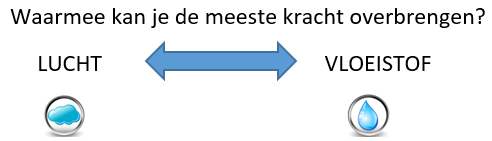 Waarmee kan je de meeste kracht overbrengen?
LUCHT VLOEISTOF